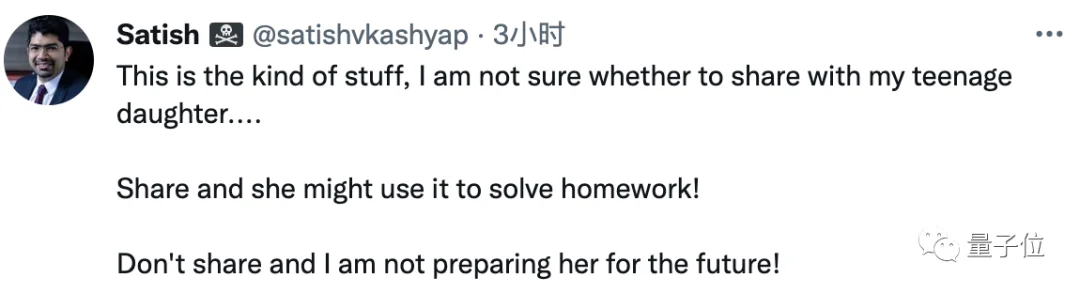 Satish 🏴‍☠️ @satishvkashyap · 3小时
This is the kind of stuff, I am not sure whether to share with my teenage
daughter....
Share and she might use it to solve homework!
Don't share and I am not preparing her for the future!
量子位